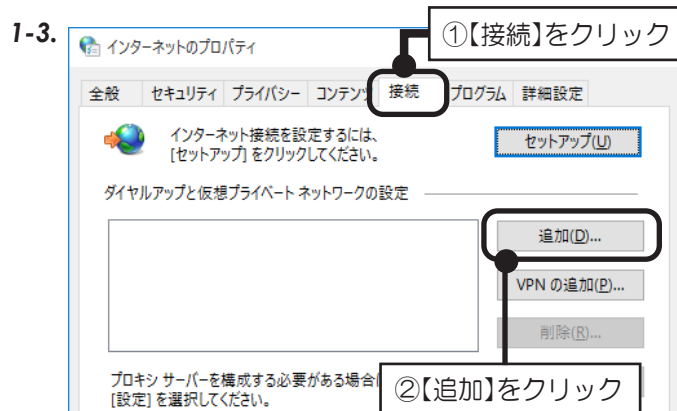 1-3.
①【接続】をクリック
インターネットのプロパティ
全般 セキュリティ プライバシー コンテンツ 接続 プログラム 詳細設定
インターネット接続を設定するには、
[セットアップ] をクリックしてください。
セットアップ(U)
ダイヤルアップと仮想プライベート ネットワークの設定
追加(D)...
VPN の追加(P)...
削除(R)...
プロキシ サーバーを構成する必要がある場合
[設定] を選択してください。
②【追加】をクリック